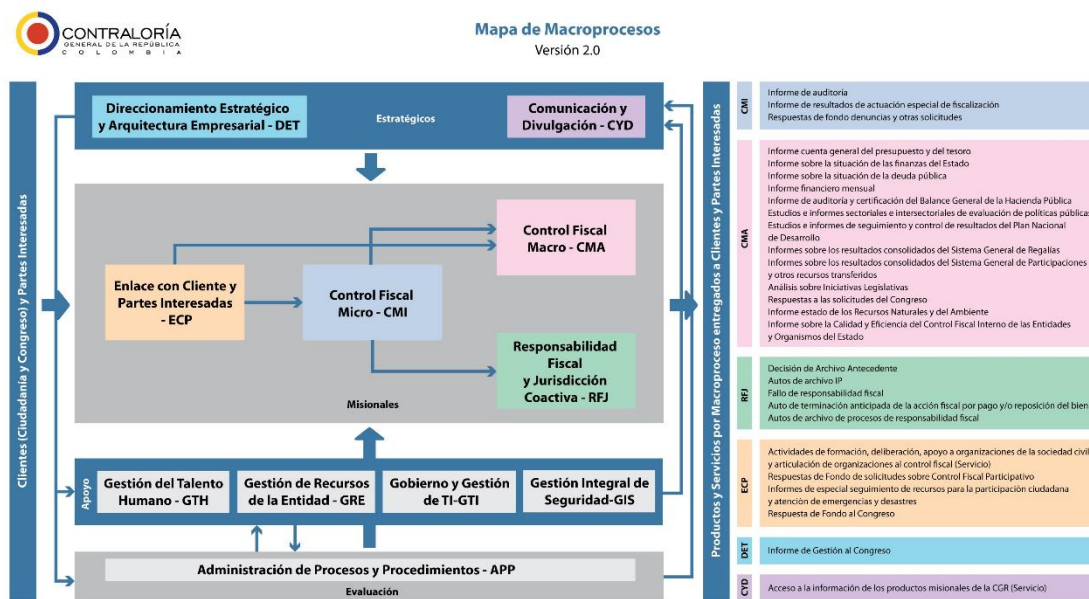 CONTRALORÍA
GENERAL DE LA REPÚBLICA
COLOMBIA
Mapa de Macroprocesos
Versión 2.0
Clientes (Ciudadanía y Congreso) y Partes Interesadas
Direccionamiento Estratégico
y Arquitectura Empresarial - DET
Estratégicos
Comunicación y
Divulgación - CYD
Enlace con Cliente y
Partes Interesadas
- ECP
Control Fiscal
Micro - CMI
Control Fiscal
Macro - CMA
Responsabilidad
Fiscal
y Jurisdicción
Coactiva - RFJ
Misionales
Apoyo
Gestión del Talento
Humano - GTH
Gestión de Recursos
de la Entidad - GRE
Gobierno y Gestión
de TI-GTI
Gestión Integral de
Seguridad-GIS
Administración de Procesos y Procedimientos - APP
Evaluación
Productos y Servicios por Macroproceso entregados a Clientes y Partes Interesadas
CMI
Informe de auditoría
Informe de resultados de actuación especial de fiscalización
Respuestas de fondo denuncias y otras solicitudes
CMA
Informe cuenta general del presupuesto y del tesoro
Informe sobre la situación de las finanzas del Estado
Informe sobre la situación de la deuda pública
Informe financiero mensual
Informe de auditoría y certificación del Balance General de la Hacienda Pública
Estudios e informes sectoriales e intersectoriales de evaluación de políticas públicas
Estudios e informes de seguimiento y control de resultados del Plan Nacional
de Desarrollo
Informes sobre los resultados consolidados del Sistema General de Regalías
Informes sobre los resultados consolidados del Sistema General de Participaciones
y otros recursos transferidos
Análisis sobre Iniciativas Legislativas
Respuestas a las solicitudes del Congreso
Informe estado de los Recursos Naturales y del Ambiente
Informe sobre la Calidad y Eficiencia del Control Fiscal Interno de las Entidades
y Organismos del Estado
RFJ
Decisión de Archivo Antecedente
Autos de archivo IP
Fallo de responsabilidad fiscal
Auto de terminación anticipada de la acción fiscal por pago y/o reposición del bien
Autos de archivo de procesos de responsabilidad fiscal
ECP
Actividades de formación, deliberación, apoyo a organizaciones de la sociedad civil
y articulación de organizaciones al control fiscal (Servicio)
Respuestas de Fondo de solicitudes sobre Control Fiscal Participativo
Informes de especial seguimiento de recursos para la participación ciudadana
y atención de emergencias y desastres
Respuesta de Fondo al Congreso
DET
Informe de Gestión al Congreso
CYD
Acceso a la información de los productos misionales de la CGR (Servicio)